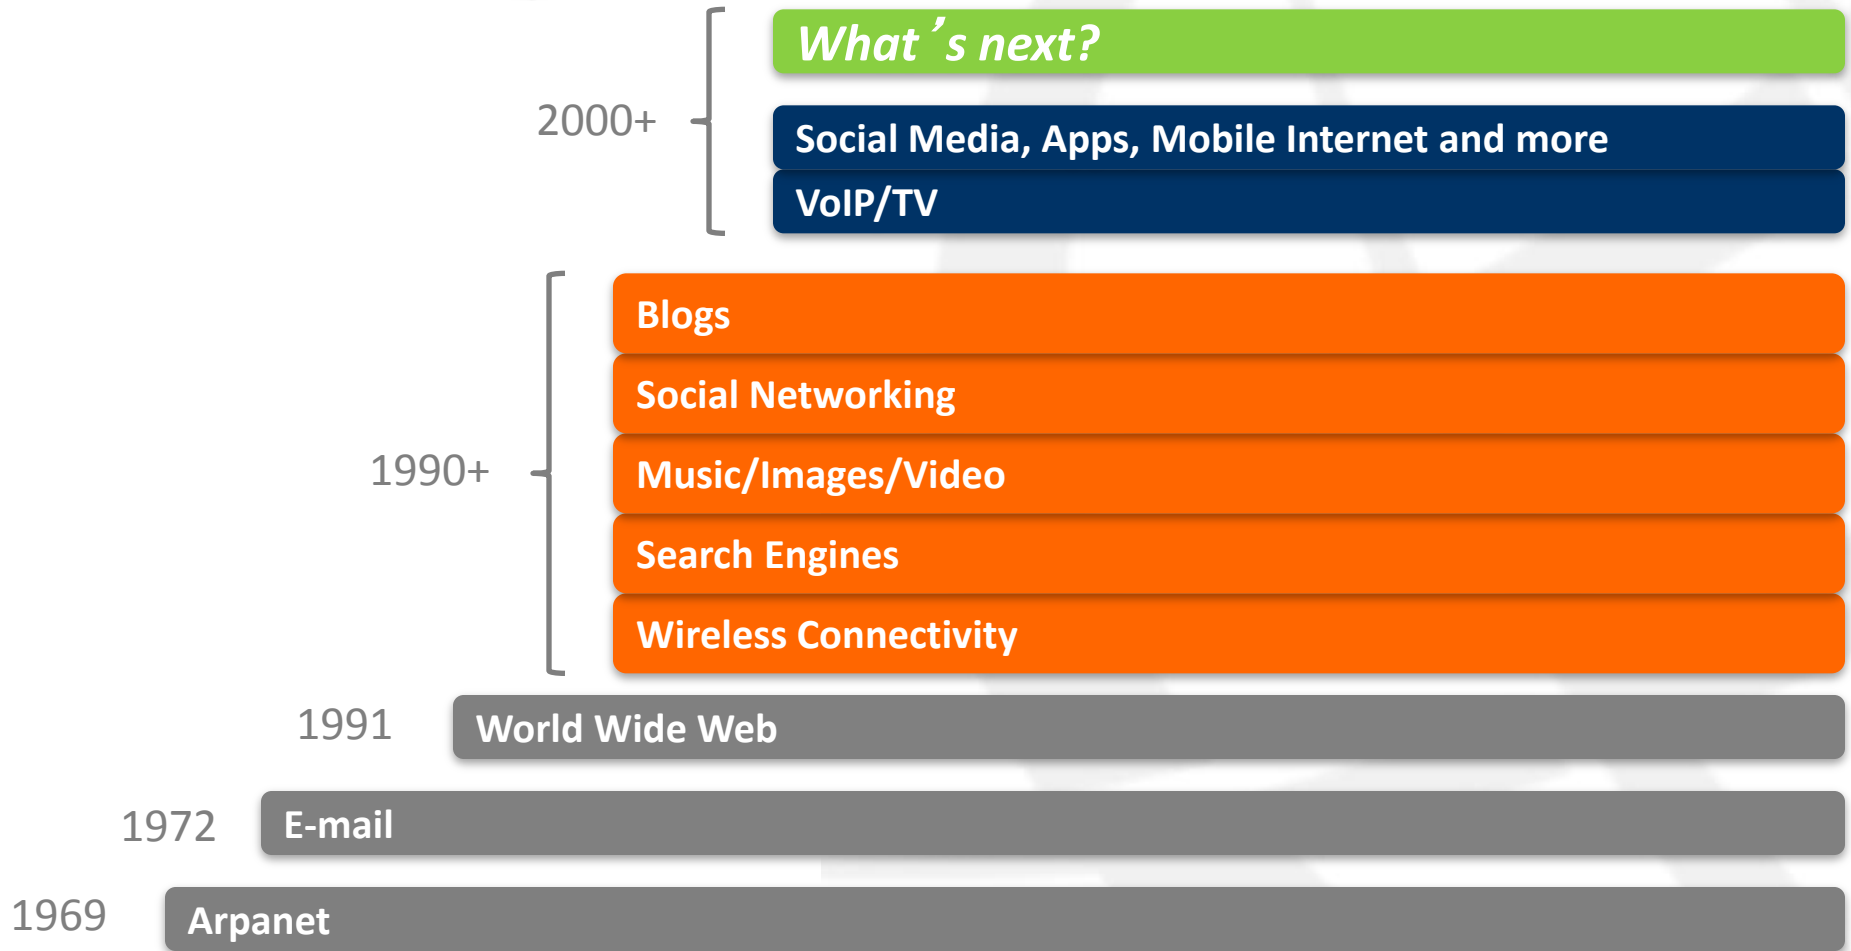 What's next?
2000+
Social Media, Apps, Mobile Internet and more
VoIP/TV
Blogs
Social Networking
1990+
Music/Images/Video
Search Engines
Wireless Connectivity
1991
World Wide Web
1972
E-mail
1969
Arpanet